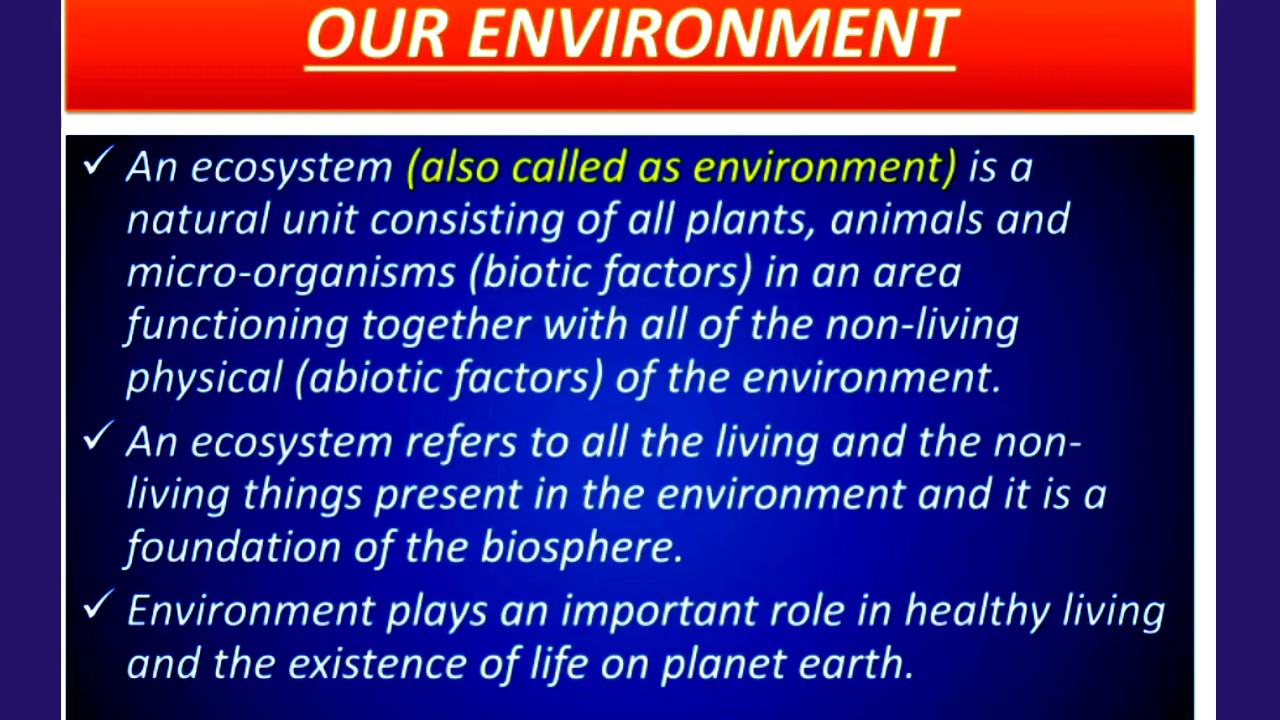 OUR ENVIRONMENT
✓ An ecosystem (also called as environment) is a
natural unit consisting of all plants, animals and
micro-organisms (biotic factors) in an area
functioning together with all of the non-living
physical (abiotic factors) of the environment.
✓ An ecosystem refers to all the living and the non-
living things present in the environment and it is a
foundation of the biosphere.
✓ Environment plays an important role in healthy living
and the existence of life on planet earth.